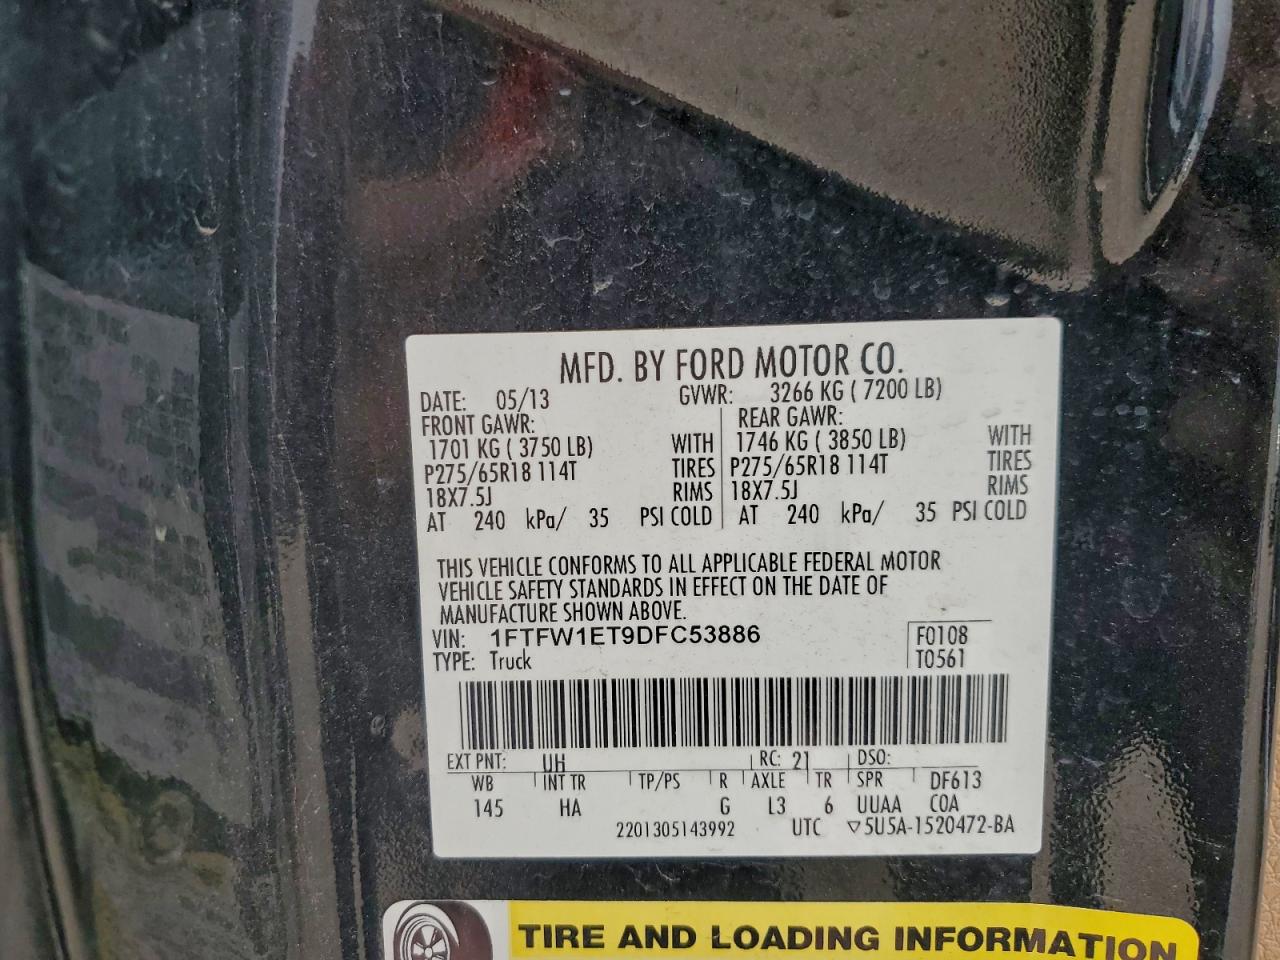 MFD. BY FORD MOTOR CO.
DATE: 05/13 GVWR: 3266 KG ( 7200 LB)
FRONT GAWR: REAR GAWR:
1701 KG ( 3750 LB) WITH 1746 KG ( 3850 LB) WITH
P275/65R18 114T TIRES P275/65R18 114T TIRES
18X7.5J RIMS 18X7.5J RIMS
AT 240 kPa/ 35 PSI COLD AT 240 kPa/ 35 PSI COLD
THIS VEHICLE CONFORMS TO ALL APPLICABLE FEDERAL MOTOR
VEHICLE SAFETY STANDARDS IN EFFECT ON THE DATE OF
MANUFACTURE SHOWN ABOVE.
VIN: 1FTFW1ET9DFC53886 F0108
TYPE: Truck T0561
EXT PNT: UH RC: 21 DSO:
WB INT TR TP/PS R AXLE TR SPR DF613
145 HA G L3 6 UUAA COA
2201305143992 UTC ▽5U5A-1520472-BA
TIRE AND LOADING INFORMATION